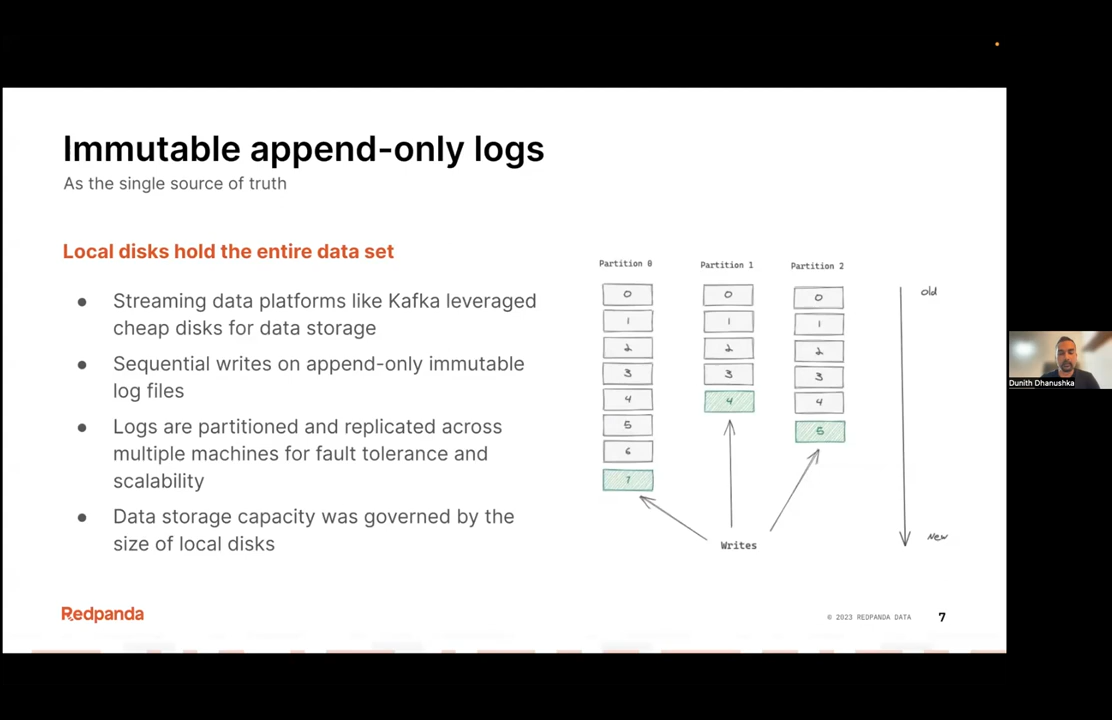 Immutable append-only logs
As the single source of truth
Local disks hold the entire data set
● Streaming data platforms like Kafka leveraged
cheap disks for data storage
● Sequential writes on append-only immutable
log files
● Logs are partitioned and replicated across
multiple machines for fault tolerance and
scalability
● Data storage capacity was governed by the
size of local disks
Partition 0
0
1
2
3
4
5
6
7
Partition 1
0
1
2
3
4
Partition 2
0
1
2
3
4
5
Writes
old
New
Dunith Dhanushka
Redpanda
© 2023 REDPANDA DATA
7